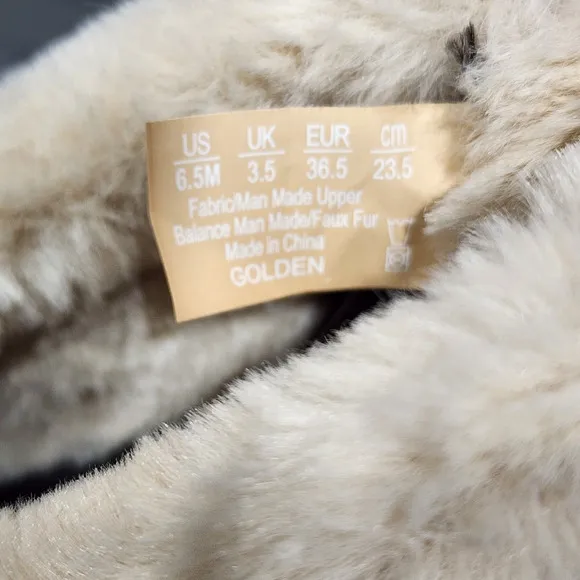 US UK EUR cm
6.5M 3.5 36.5 23.5
Fabric/Man Made Upper
Balance Man Made/Faux Fur
Made in China
GOLDEN